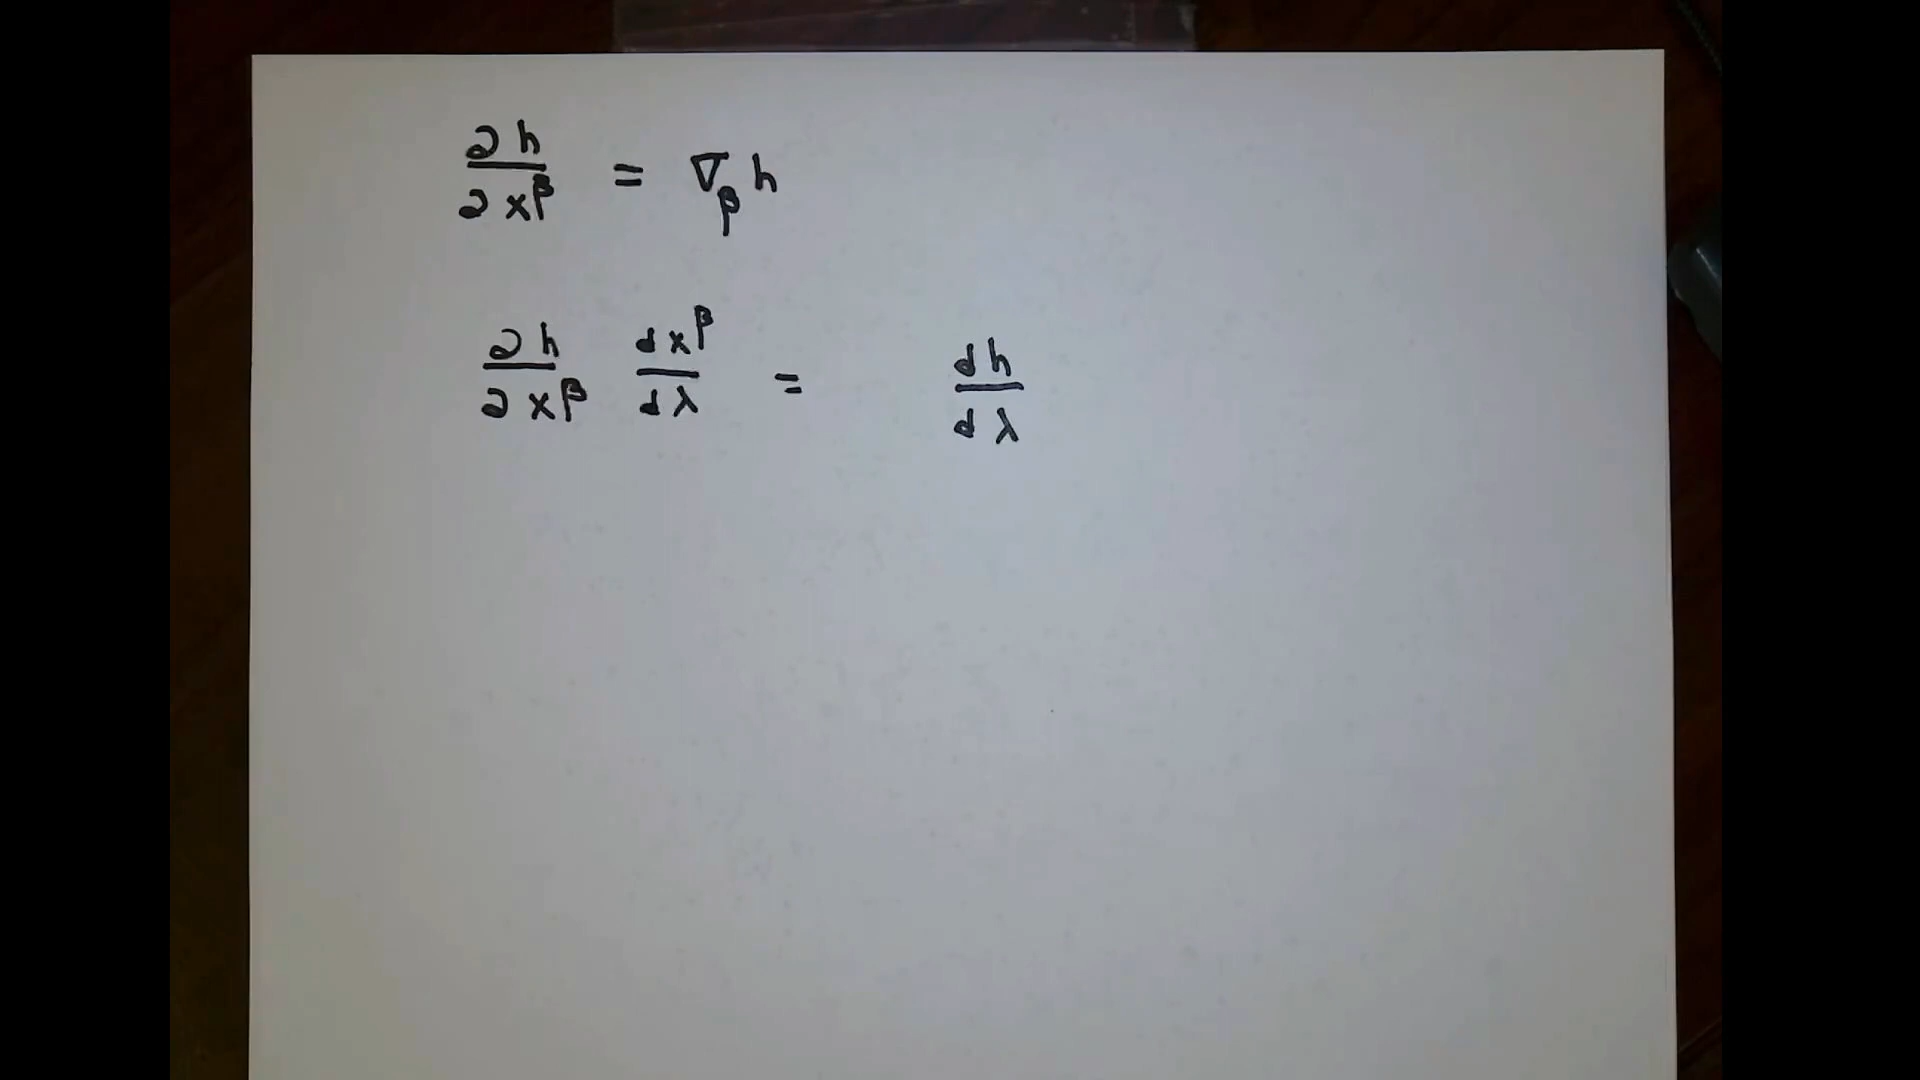 ∂h/∂x^β = ∇_β h
∂h/∂x^β dx^β/dλ = dh/dλ